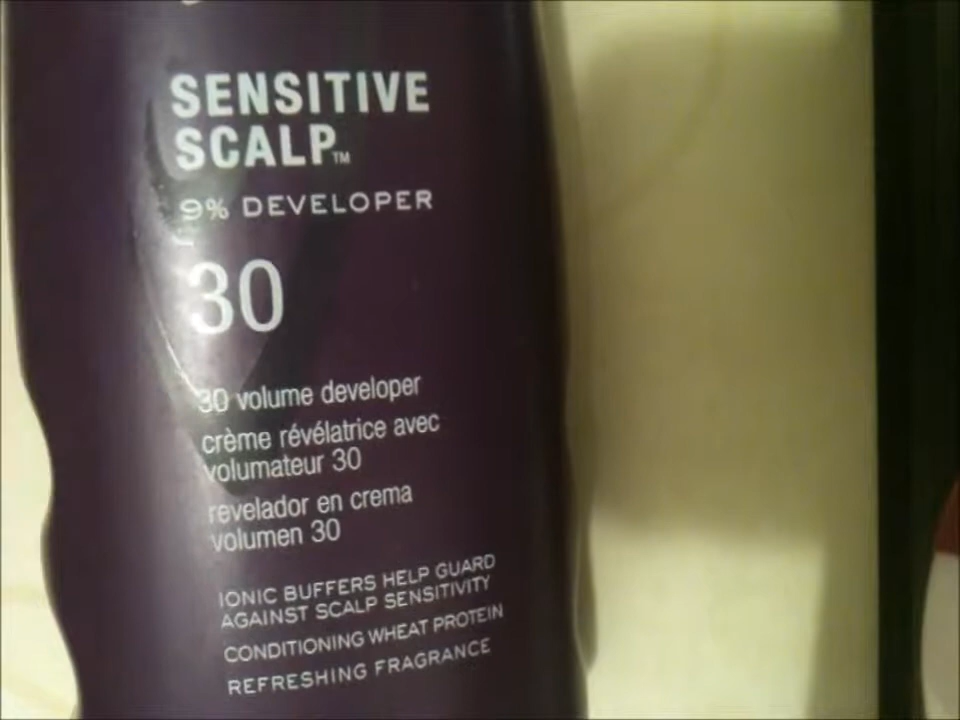 SENSITIVE
SCALP™
9% DEVELOPER
30
30 volume developer
crème révélatrice avec
volumateur 30
revelador en crema
volumen 30
IONIC BUFFERS HELP GUARD
AGAINST SCALP SENSITIVITY
CONDITIONING WHEAT PROTEIN
REFRESHING FRAGRANCE